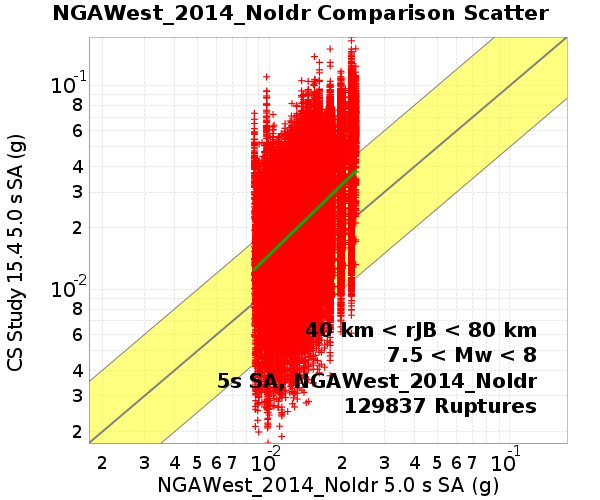 NGAWest_2014_NoIdr Comparison Scatter
CS Study 15.4 5.0 s SA (g)
10⁻¹
8
6
4
3
2
10⁻²
8
6
4
3
2
40 km < rJB < 80 km
7.5 < Mw < 8
5s SA, NGAWest_2014_NoIdr
129837 Ruptures
2 3 4 5 6 7 10⁻² 2 3 4 5 6 7 10⁻¹
NGAWest_2014_NoIdr 5.0 s SA (g)